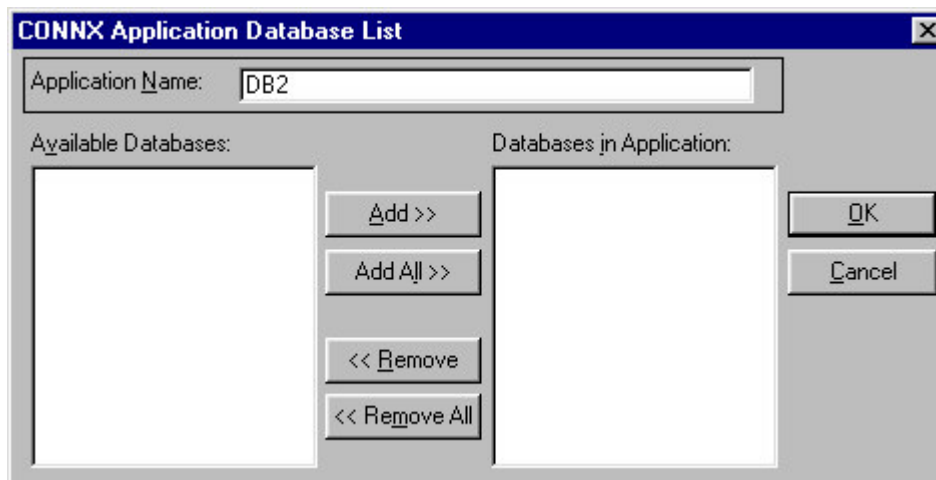 CONNX Application Database List
Application Name: DB2
Available Databases: Databases in Application:
Add >>
OK
Add All >>
Cancel
<< Remove
<< Remove All